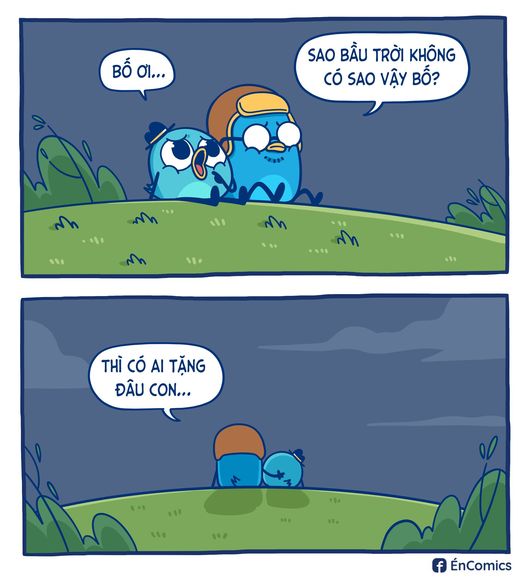 BỐ ƠI...
SAO BẦU TRỜI KHÔNG
CÓ SAO VẬY BỐ?
THÌ CÓ AI TẶNG
ĐÂU CON...
ÉnComics